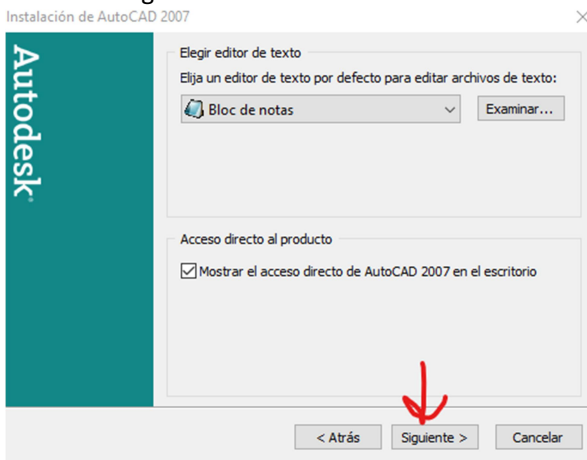 Instalación de AutoCAD 2007
Autodesk
Elegir editor de texto
Elija un editor de texto por defecto para editar archivos de texto:
Bloc de notas
Examinar...
Acceso directo al producto
Mostrar el acceso directo de AutoCAD 2007 en el escritorio
< Atrás
Siguiente >
Cancelar